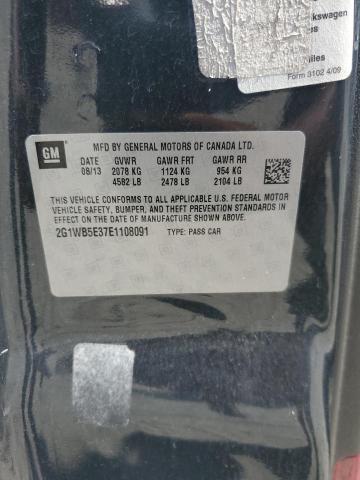 kswagen
es
iles
Form 3102 4/09
GM
MFD BY GENERAL MOTORS OF CANADA LTD.
DATE GVWR GAWR FRT GAWR RR
08/13 2078 KG 1124 KG 954 KG
4582 LB 2478 LB 2104 LB
THIS VEHICLE CONFORMS TO ALL APPLICABLE U.S. FEDERAL MOTOR
VEHICLE SAFETY, BUMPER, AND THEFT PREVENTION STANDARDS
IN EFFECT ON THE DATE OF MANUFACTURE SHOWN ABOVE.
2G1WB5E37E1108091 TYPE: PASS CAR